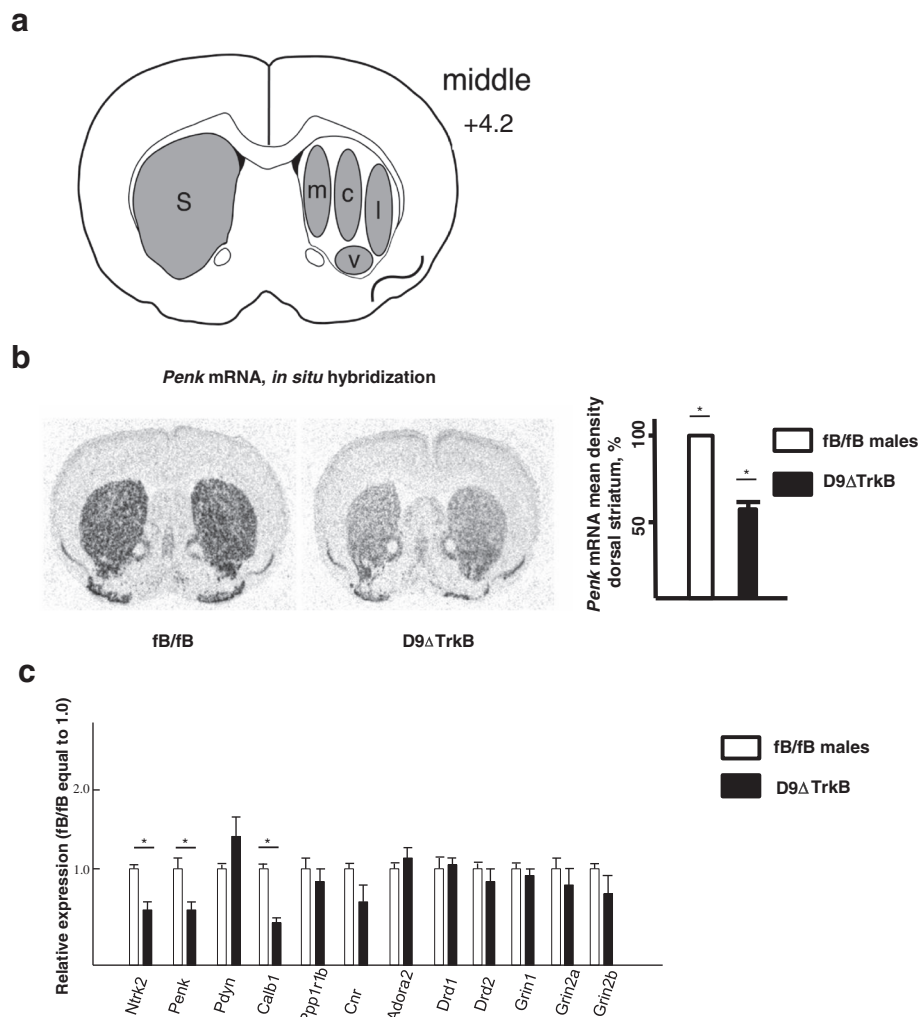 a
middle
+4.2
S
m
c
l
v
b
Penk mRNA, in situ hybridization
fB/fB
D9ΔTrkB
Penk mRNA mean density
dorsal striatum, %
100
50
*
*
fB/fB males
D9ΔTrkB
c
Relative expression (fB/fB equal to 1.0)
2.0
1.0
*
*
*
fB/fB males
D9ΔTrkB
Ntrk2
Penk
Pdyn
Calb1
Ppp1r1b
Cnr
Adora2
Drd1
Drd2
Grin1
Grin2a
Grin2b